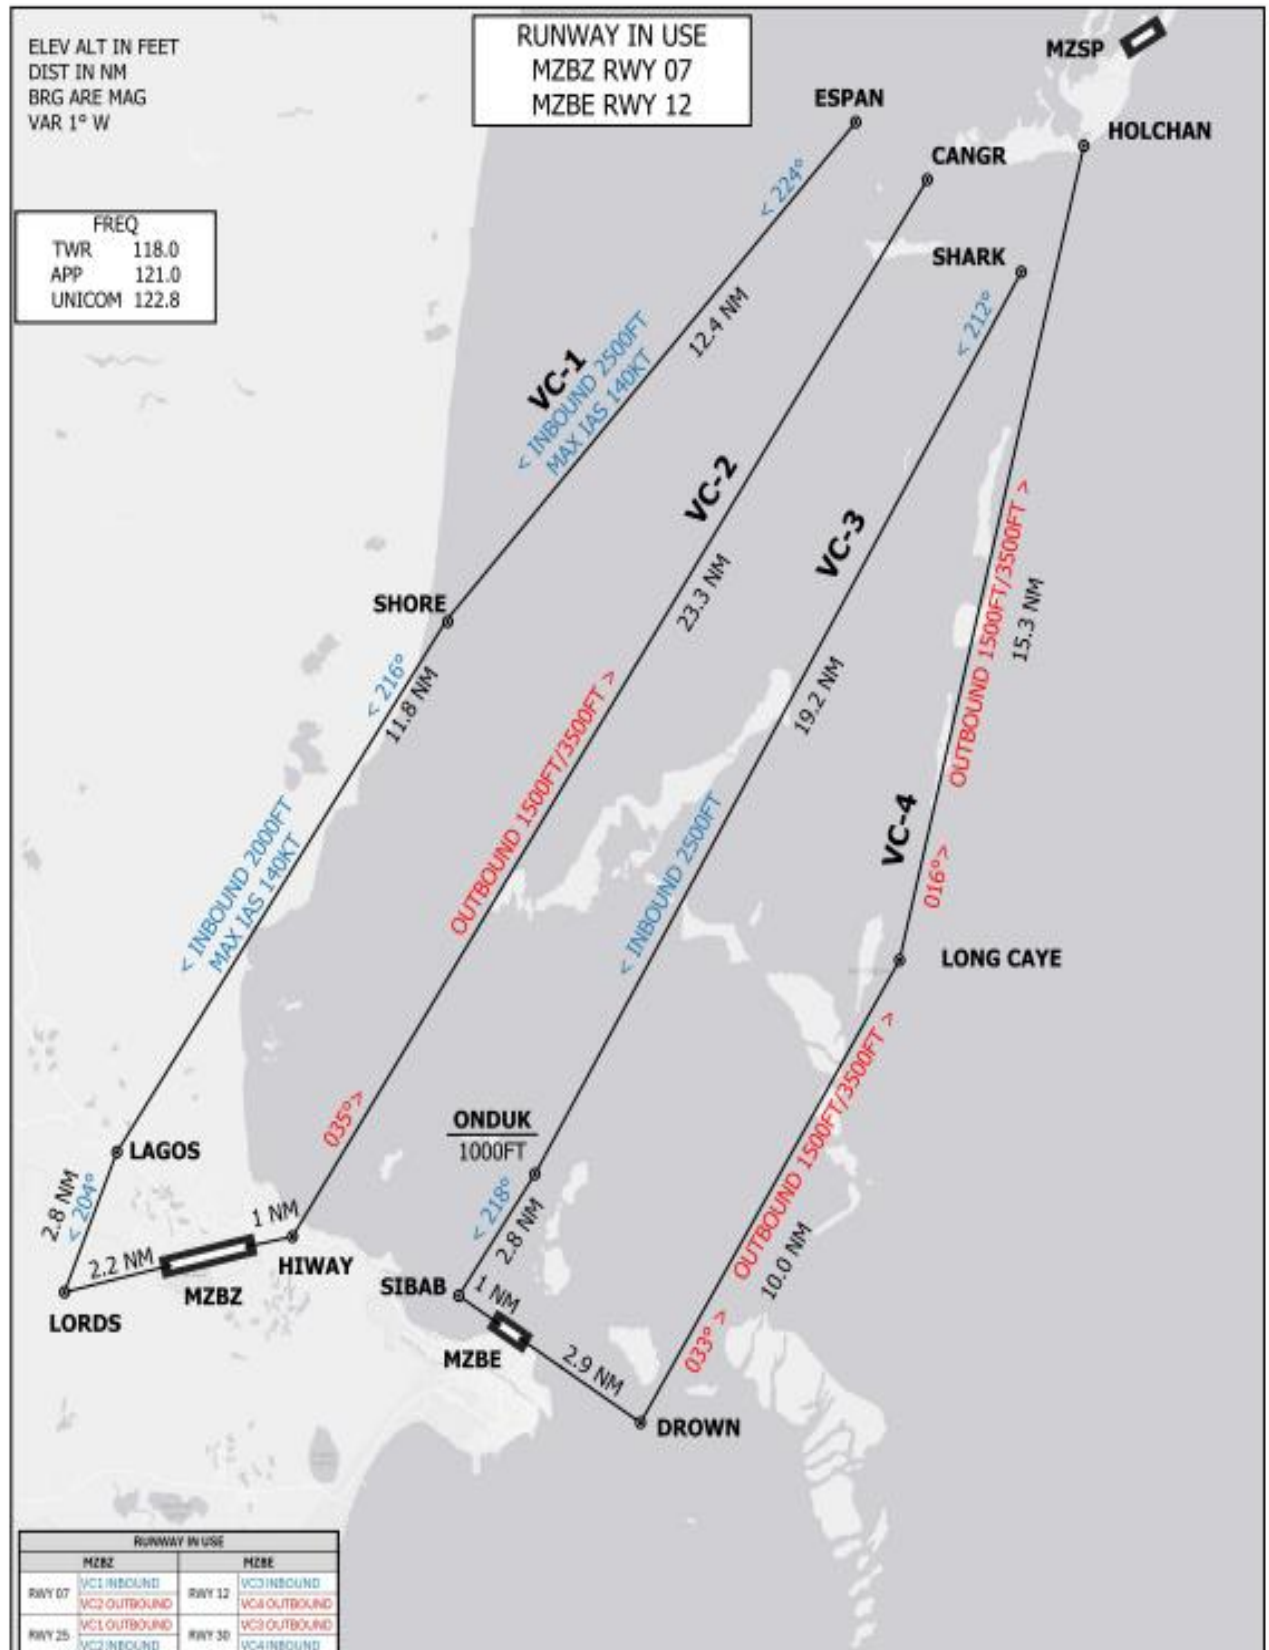 ELEV ALT IN FEET
DIST IN NM
BRG ARE MAG
VAR 1° W
RUNWAY IN USE
MZBZ RWY 07
MZBE RWY 12
MZSP
ESPAN
HOLCHAN
CANGR
< 224°
FREQ
TWR 118.0
APP 121.0
UNICOM 122.8
SHARK
< 212°
12.4 NM
VC-1
< INBOUND 2500FT
MAX IAS 140KT
VC-2
VC-3
OUTBOUND 1500FT/3500FT >
15.3 NM
23.3 NM
SHORE
< 216°
11.8 NM
19.2 NM
OUTBOUND 1500FT/3500FT >
VC-4
016°>
< INBOUND 2000FT
MAX IAS 140KT
< INBOUND 2500FT
LONG CAYE
035°>
ONDUK
1000FT
LAGOS
OUTBOUND 1500FT/3500FT >
2.8 NM
< 204°
< 218°
2.8 NM
1 NM
2.2 NM
HIWAY
10.0 NM
MZBZ
LORDS
SIBAB
1 NM
MZBE
2.9 NM
033° >
DROWN
RUNWAY IN USE
MZBZ MZBE
RWY 07 VC1 INBOUND RWY 12 VC3 INBOUND
VC2 OUTBOUND VC4 OUTBOUND
RWY 25 VC1 OUTBOUND RWY 30 VC3 OUTBOUND
VC2 INBOUND VC4 INBOUND